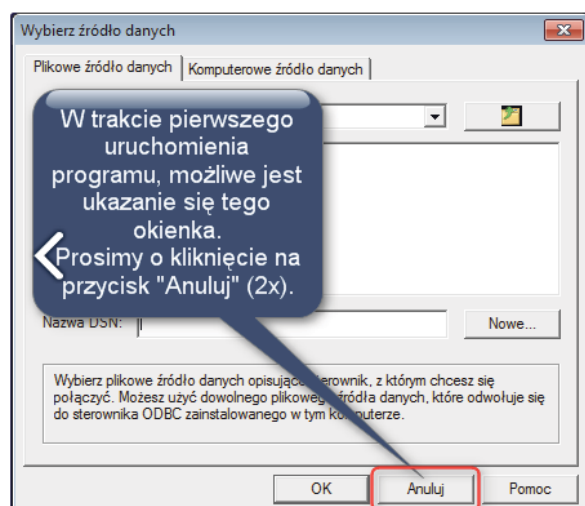 Wybierz źródło danych
Plikowe źródło danych
Komputerowe źródło danych
W trakcie pierwszego
uruchomienia
programu, możliwe jest
ukazanie się tego
okienka.
Prosimy o kliknięcie na
przycisk "Anuluj" (2x).
Nazwa DSN:
Nowe...
Wybierz plikowe źródło danych opisujące sterownik, z którym chcesz się
połączyć. Możesz użyć dowolnego plikowego źródła danych, które odwołuje się
do sterownika ODBC zainstalowanego w tym komputerze.
OK
Anuluj
Pomoc